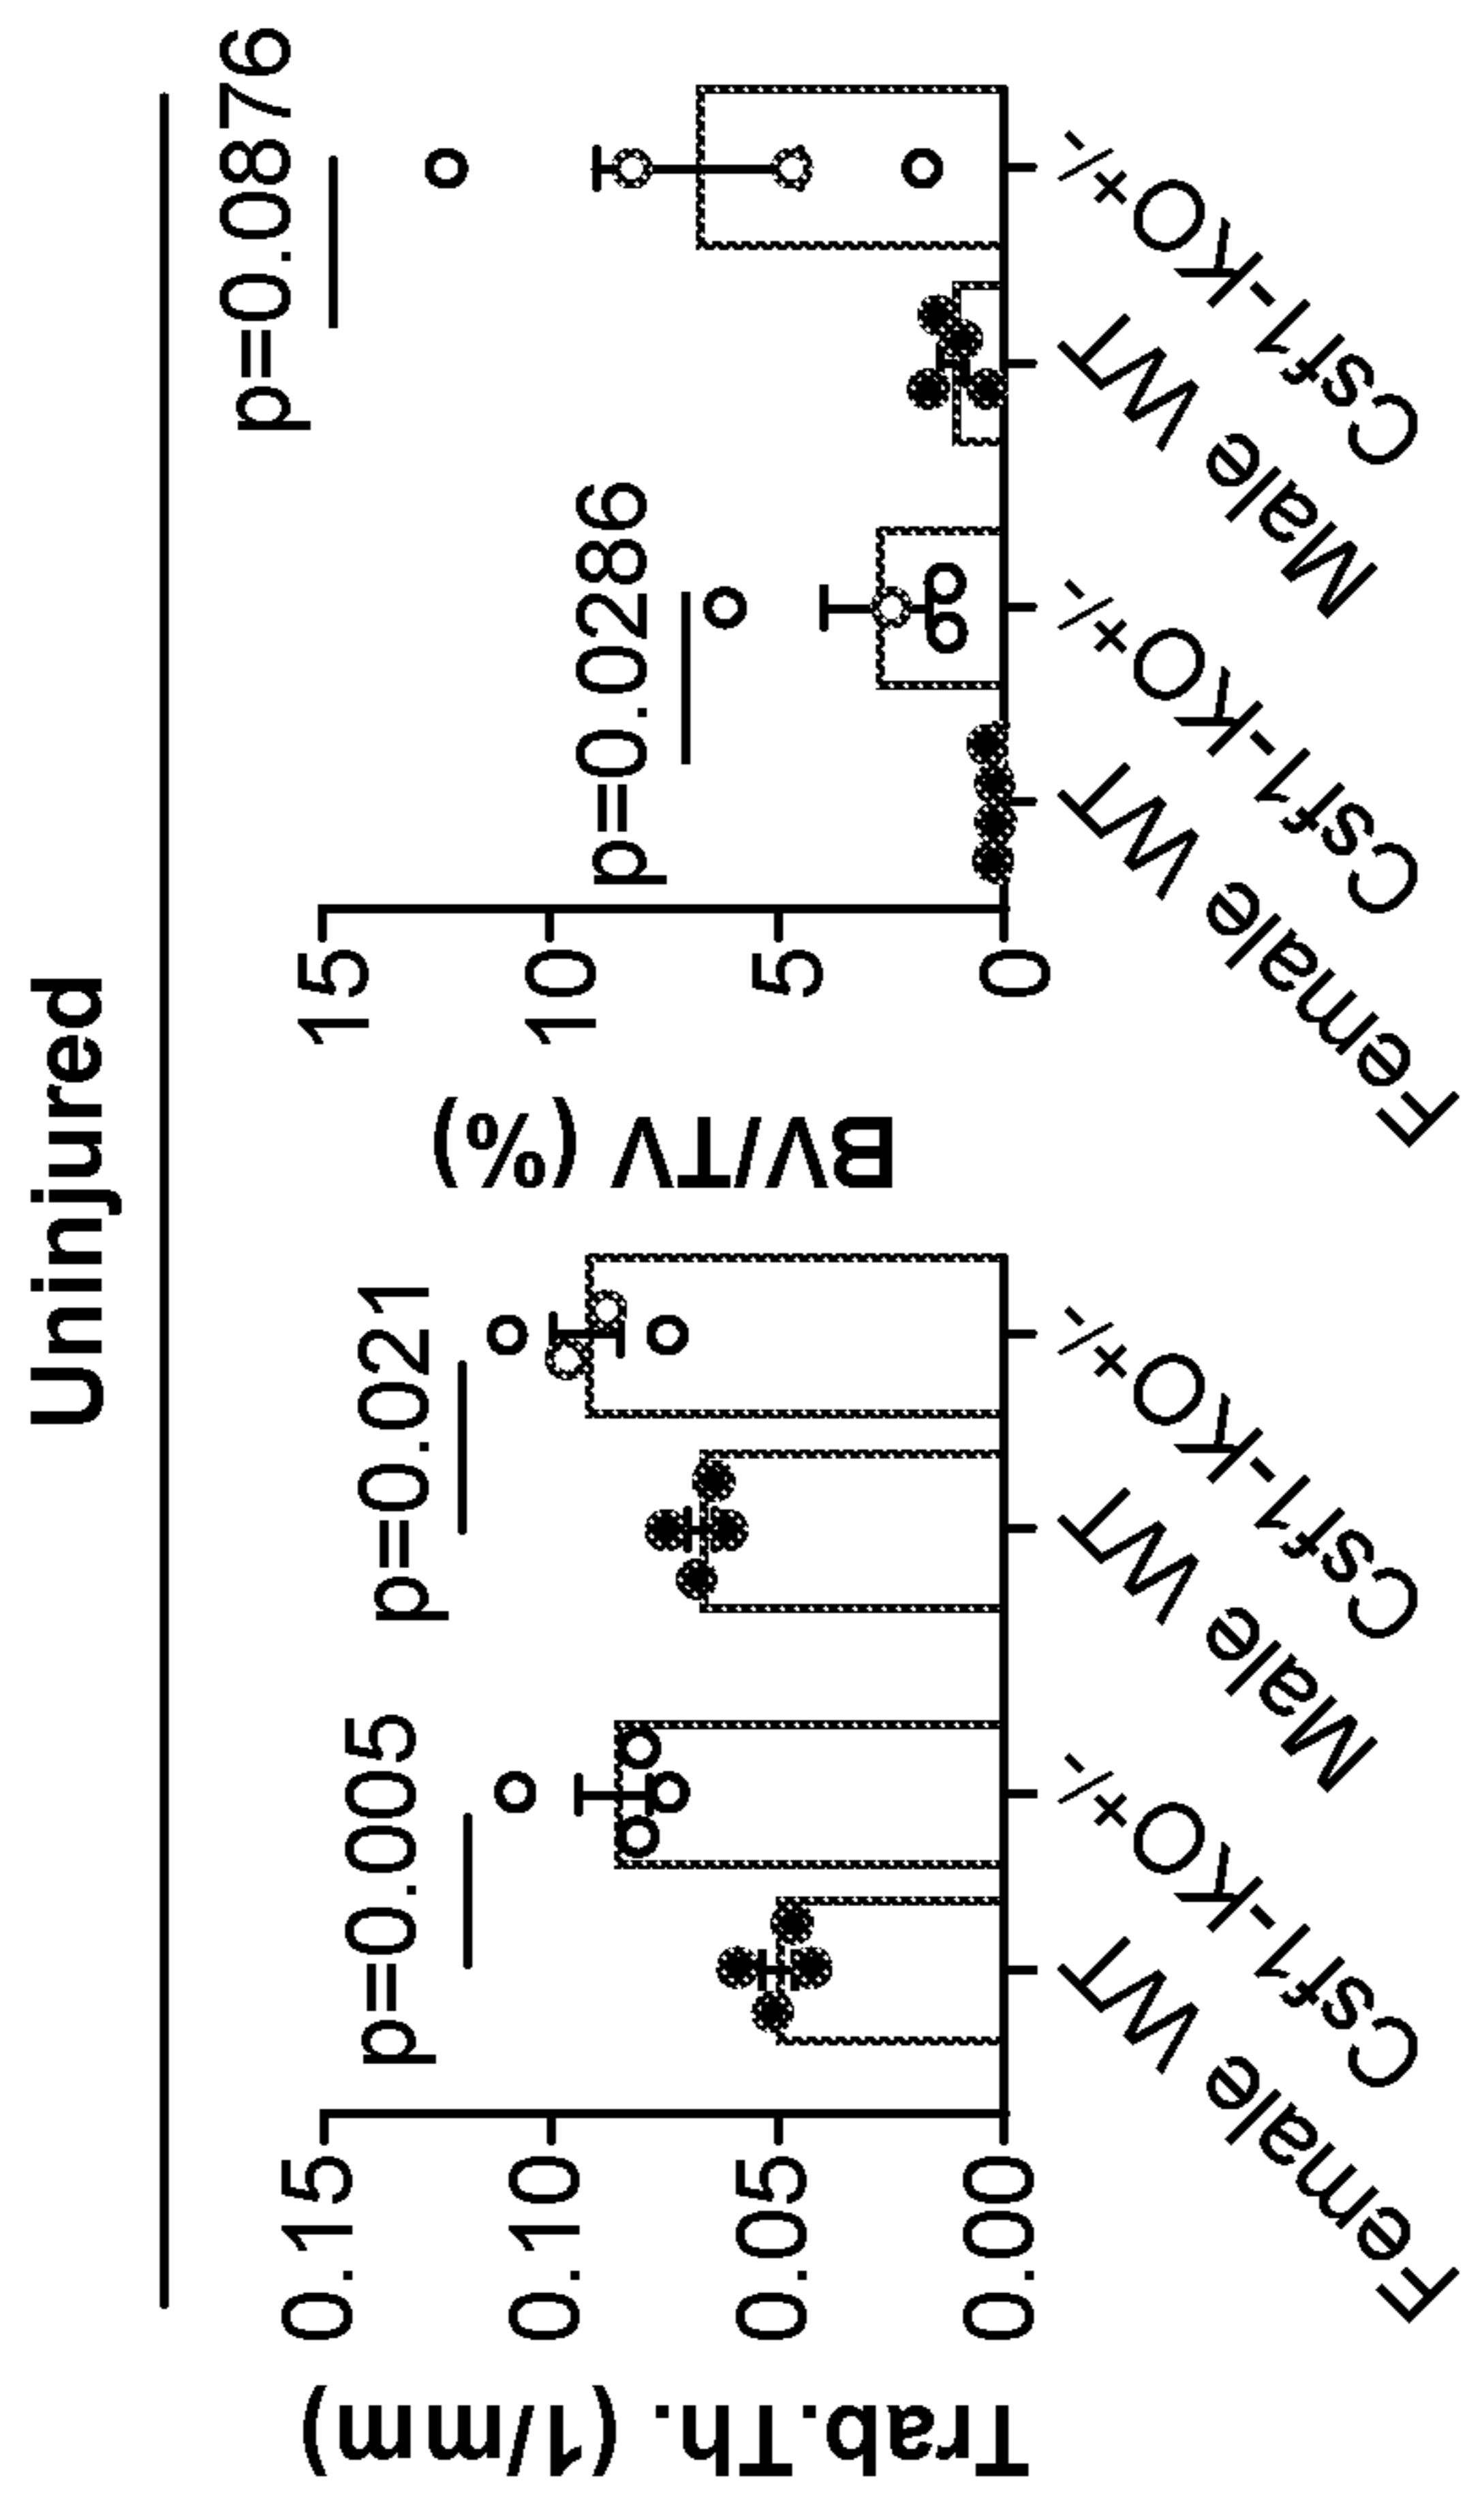 Uninjured
Trab.Th. (1/mm)
0.15
0.10
0.05
0.00
p=0.005
p=0.021
Female WT
Csf1-KO+/-
Male WT
Csf1-KO+/-
BV/TV (%)
15
10
5
0
p=0.0286
p=0.0876
Female WT
Csf1-KO+/-
Male WT
Csf1-KO+/-